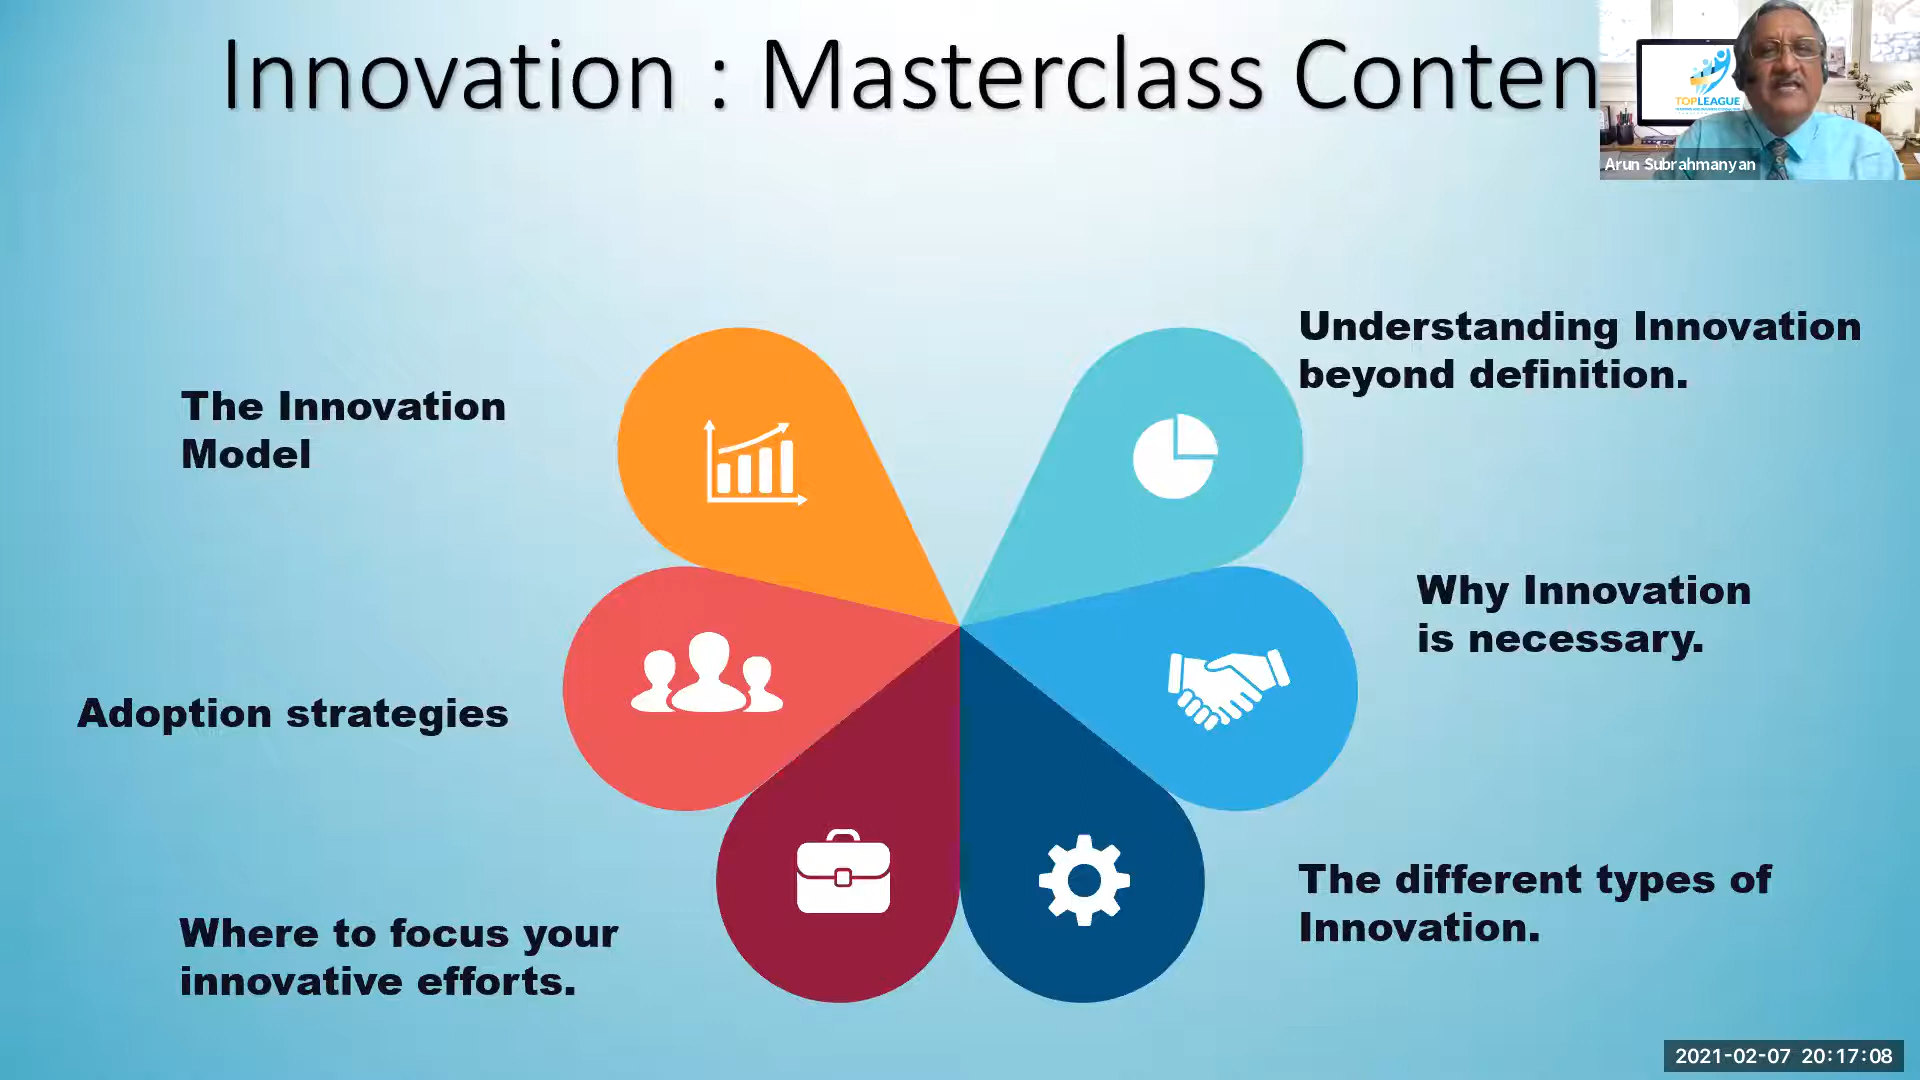 Innovation : Masterclass Conten
TOPLEAGUE
Arun Subrahmanyan
Understanding Innovation
beyond definition.
The Innovation
Model
Why Innovation
is necessary.
Adoption strategies
The different types of
Innovation.
Where to focus your
innovative efforts.
2021-02-07 20:17:08